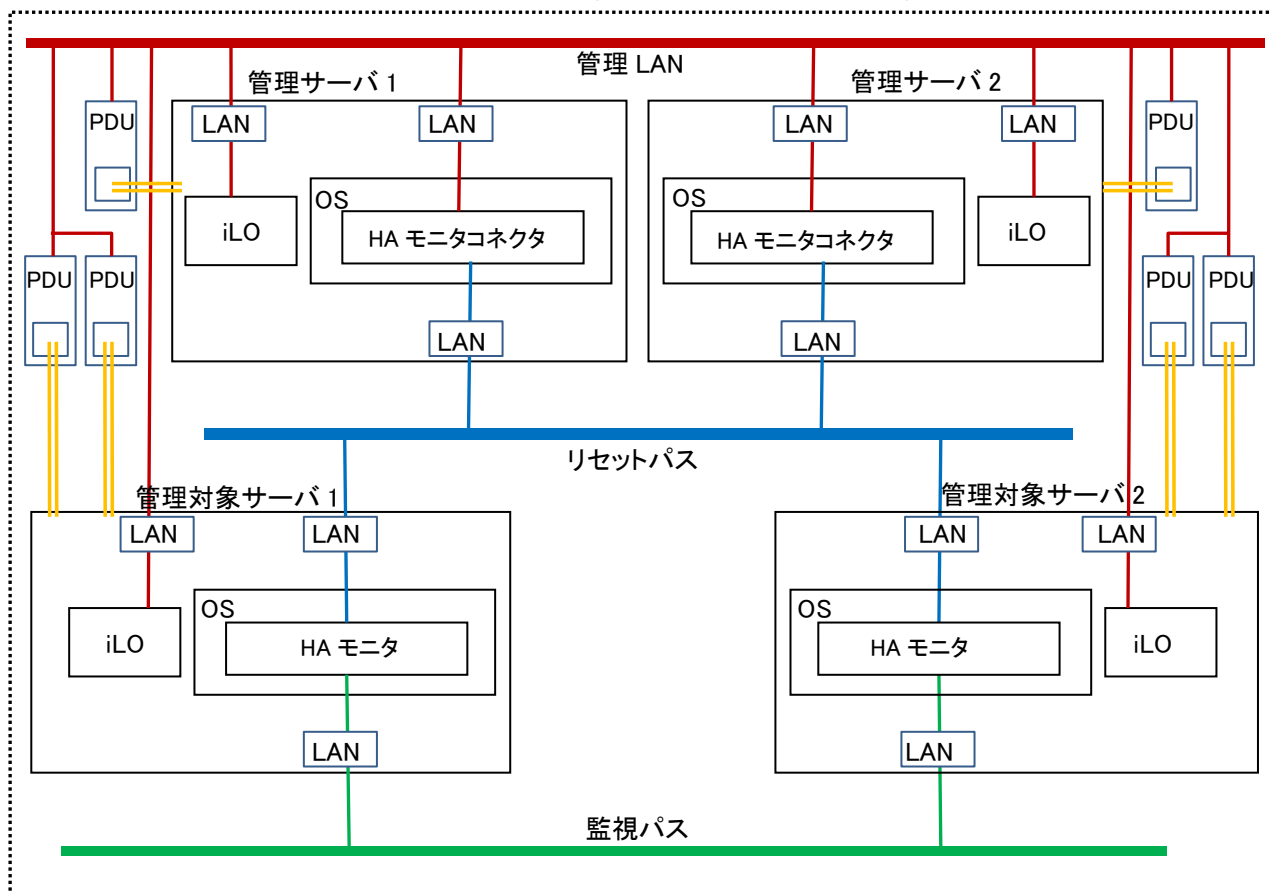 管理 LAN
管理サーバ 1
管理サーバ 2
PDU
LAN
LAN
LAN
LAN
PDU
OS
OS
iLO
HA モニタコネクタ
HA モニタコネクタ
iLO
PDU
PDU
PDU
PDU
LAN
LAN
リセットパス
管理対象サーバ 1
管理対象サーバ 2
LAN
LAN
LAN
LAN
OS
OS
iLO
HA モニタ
HA モニタ
iLO
LAN
LAN
監視パス